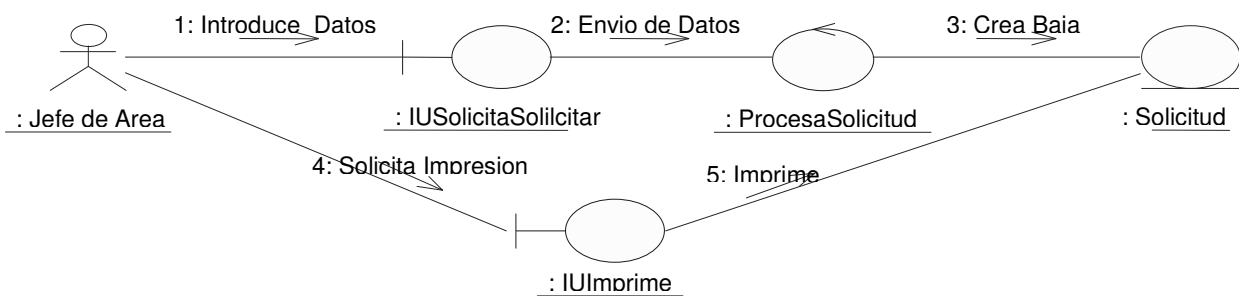 1: Introduce Datos
2: Envio de Datos
3: Crea Baja
: Jefe de Area
: IUSolicitaSolilcitar
: ProcesaSolicitud
: Solicitud
4: Solicita Impresion
5: Imprime
: IUImprime